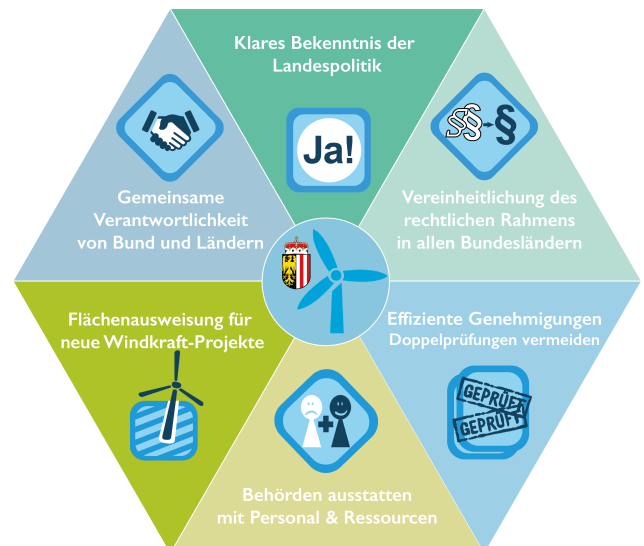 Klares Bekenntnis der
Landespolitik
Ja!
Gemeinsame
Verantwortlichkeit
von Bund und Ländern
§§ § 
Vereinheitlichung des
rechtlichen Rahmens
in allen Bundesländern
Flächenausweisung für
neue Windkraft-Projekte
Effiziente Genehmigungen
Doppelprüfungen vermeiden
GEPRÜFT
GEPRÜFT
+
Behörden ausstatten
mit Personal & Ressourcen